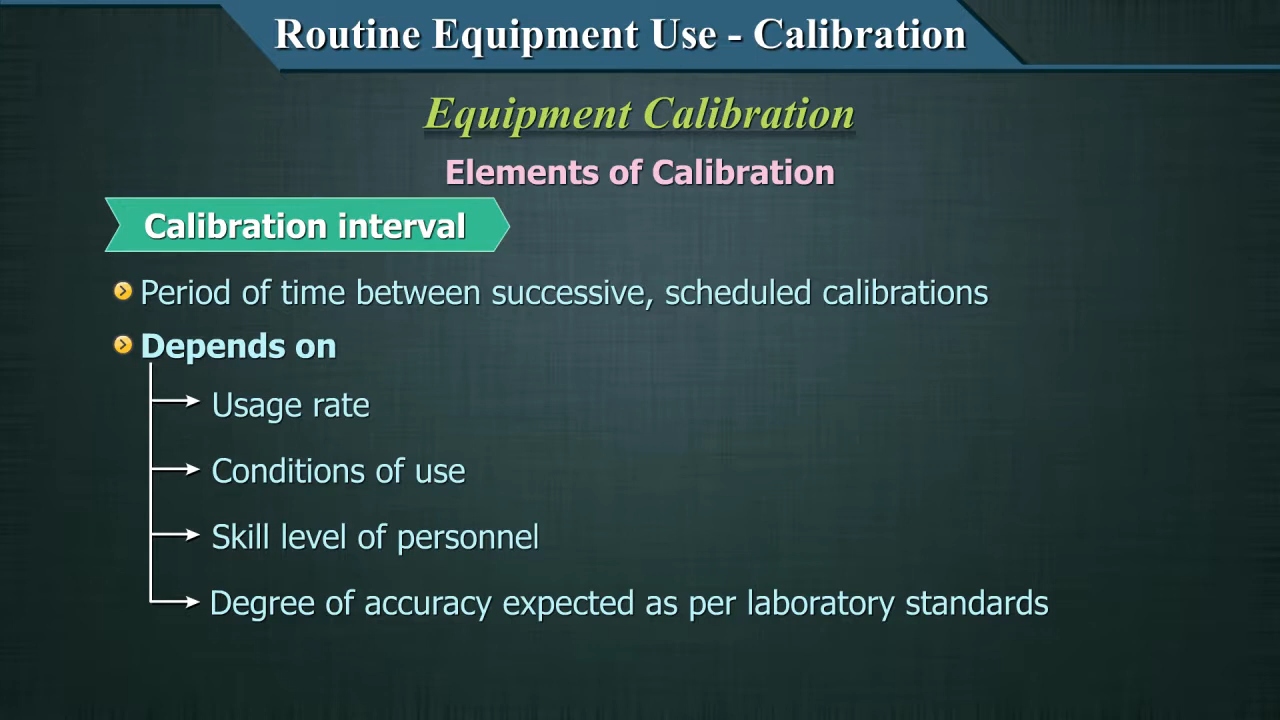 Routine Equipment Use - Calibration
Equipment Calibration
Elements of Calibration
Calibration interval
Period of time between successive, scheduled calibrations
Depends on
Usage rate
Conditions of use
Skill level of personnel
Degree of accuracy expected as per laboratory standards